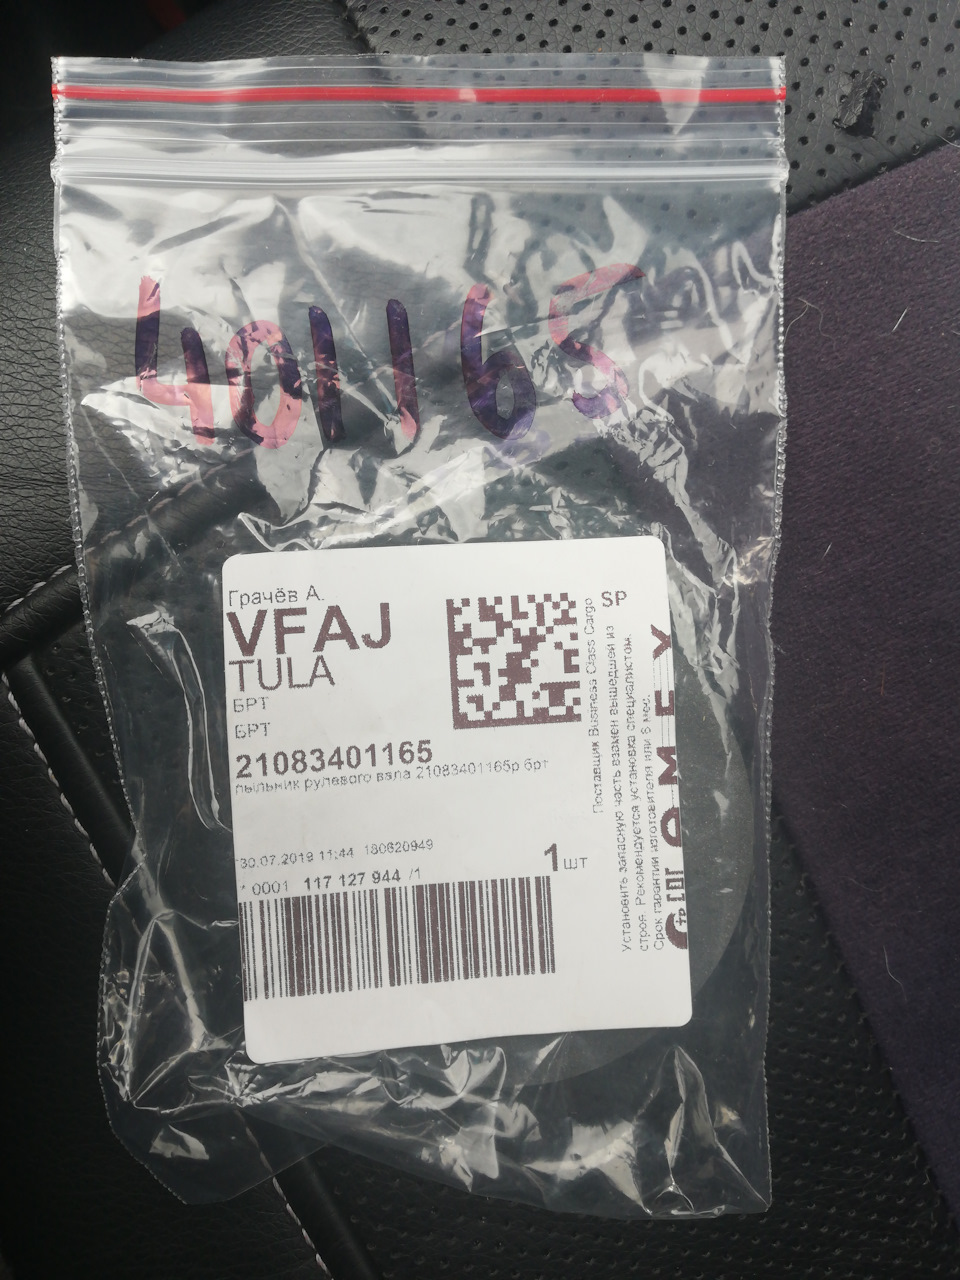 401165
Грачёв А.
VFAJ
TULA
БРТ
БРТ
21083401165
пыльник рулевого вала 21083401165р брт
30.07.2019 11:44 180620949
1 шт
* 0001 117 127 944 /1
SP
Поставщик Business Class Cargo
Установить запасную часть взамен вышедшей из
строя. Рекомендуется установка специалистом.
Срок гарантии изготовителя или 6 мес.